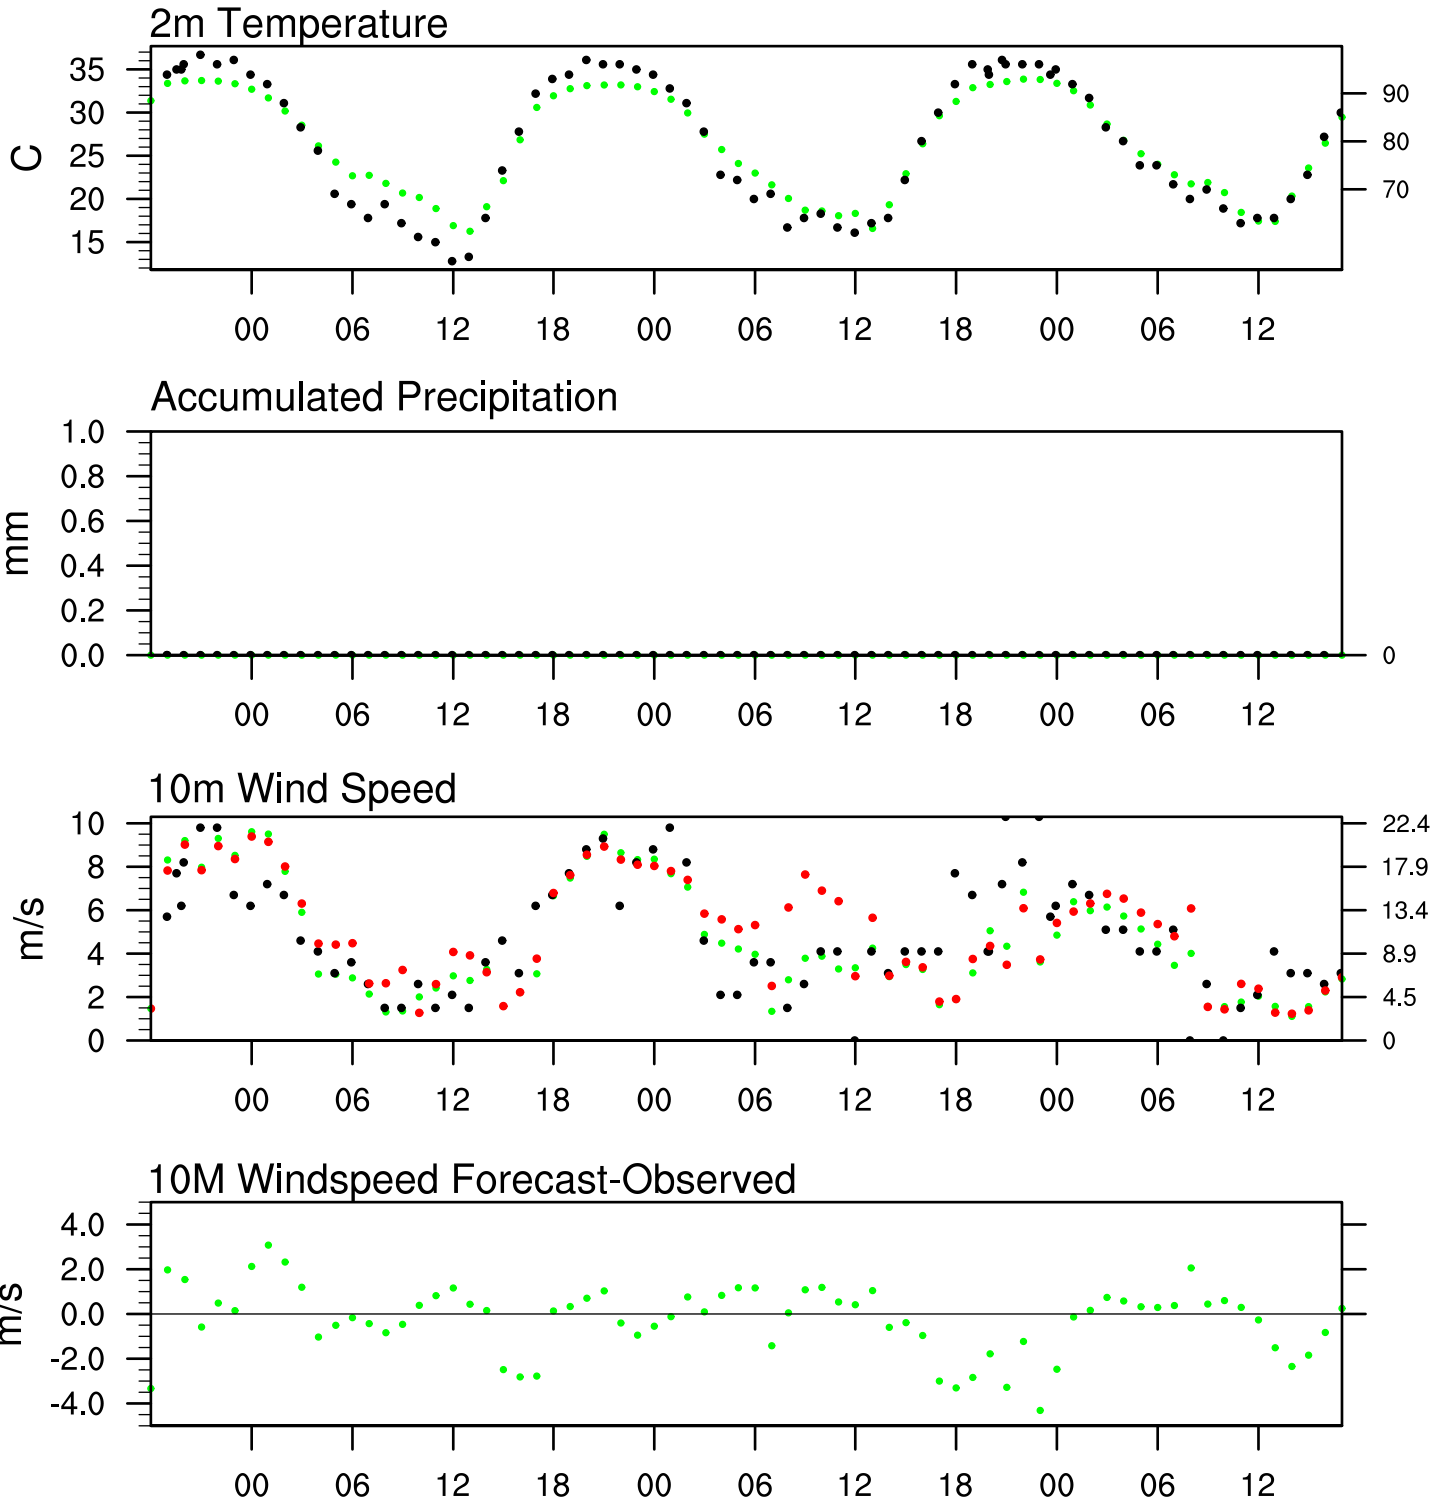 2m Temperature
35
30
25
20
15
C
90
80
70
00 06 12 18 00 06 12 18 00 06 12
Accumulated Precipitation
1.0
0.8
0.6
0.4
0.2
0.0
mm
0
00 06 12 18 00 06 12 18 00 06 12
10m Wind Speed
10
8
6
4
2
0
m/s
22.4
17.9
13.4
8.9
4.5
0
00 06 12 18 00 06 12 18 00 06 12
10M Windspeed Forecast-Observed
4.0
2.0
0.0
-2.0
-4.0
m/s
00 06 12 18 00 06 12 18 00 06 12